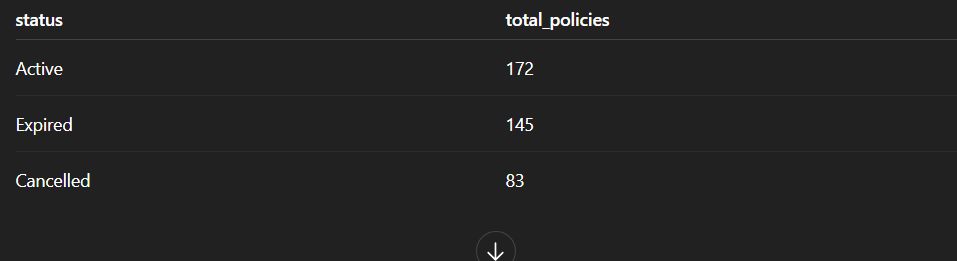 status total_policies
Active 172
Expired 145
Cancelled 83